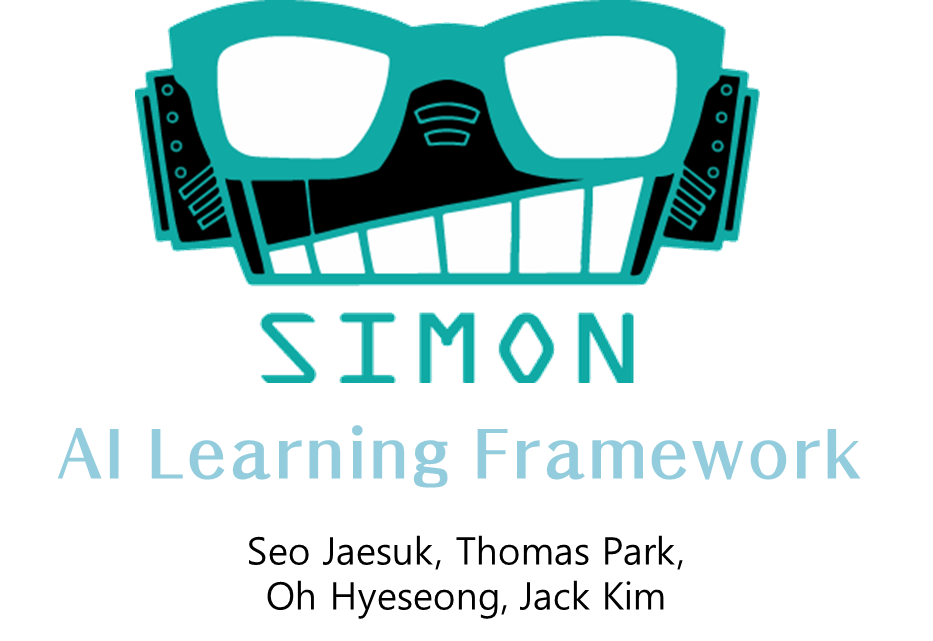 SIMON
AI Learning Framework
Seo Jaesuk, Thomas Park,
Oh Hyeseong, Jack Kim